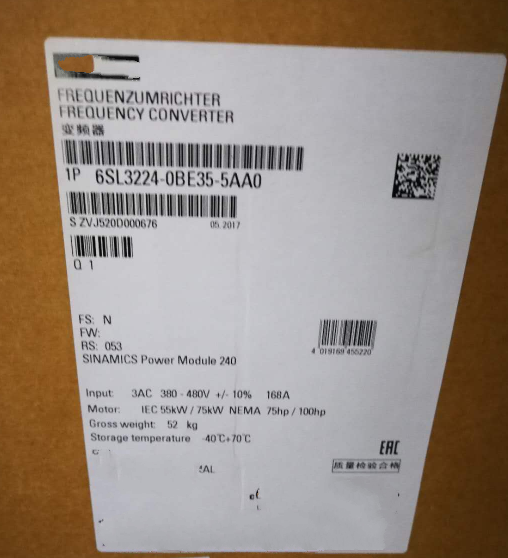 FREQUENZUMRICHTER
FREQUENCY CONVERTER
变频器
1P 6SL3224-0BE35-5AA0
S ZVJ520D000676 05.2017
Q 1
FS: N
FW:
RS: 053
SINAMICS Power Module 240
4 019169 455220
Input: 3AC 380 - 480V +/- 10% 168A
Motor: IEC 55kW / 75kW NEMA 75hp / 100hp
Gross weight: 52 kg
Storage temperature -40℃+70℃
EAC
质量检验合格